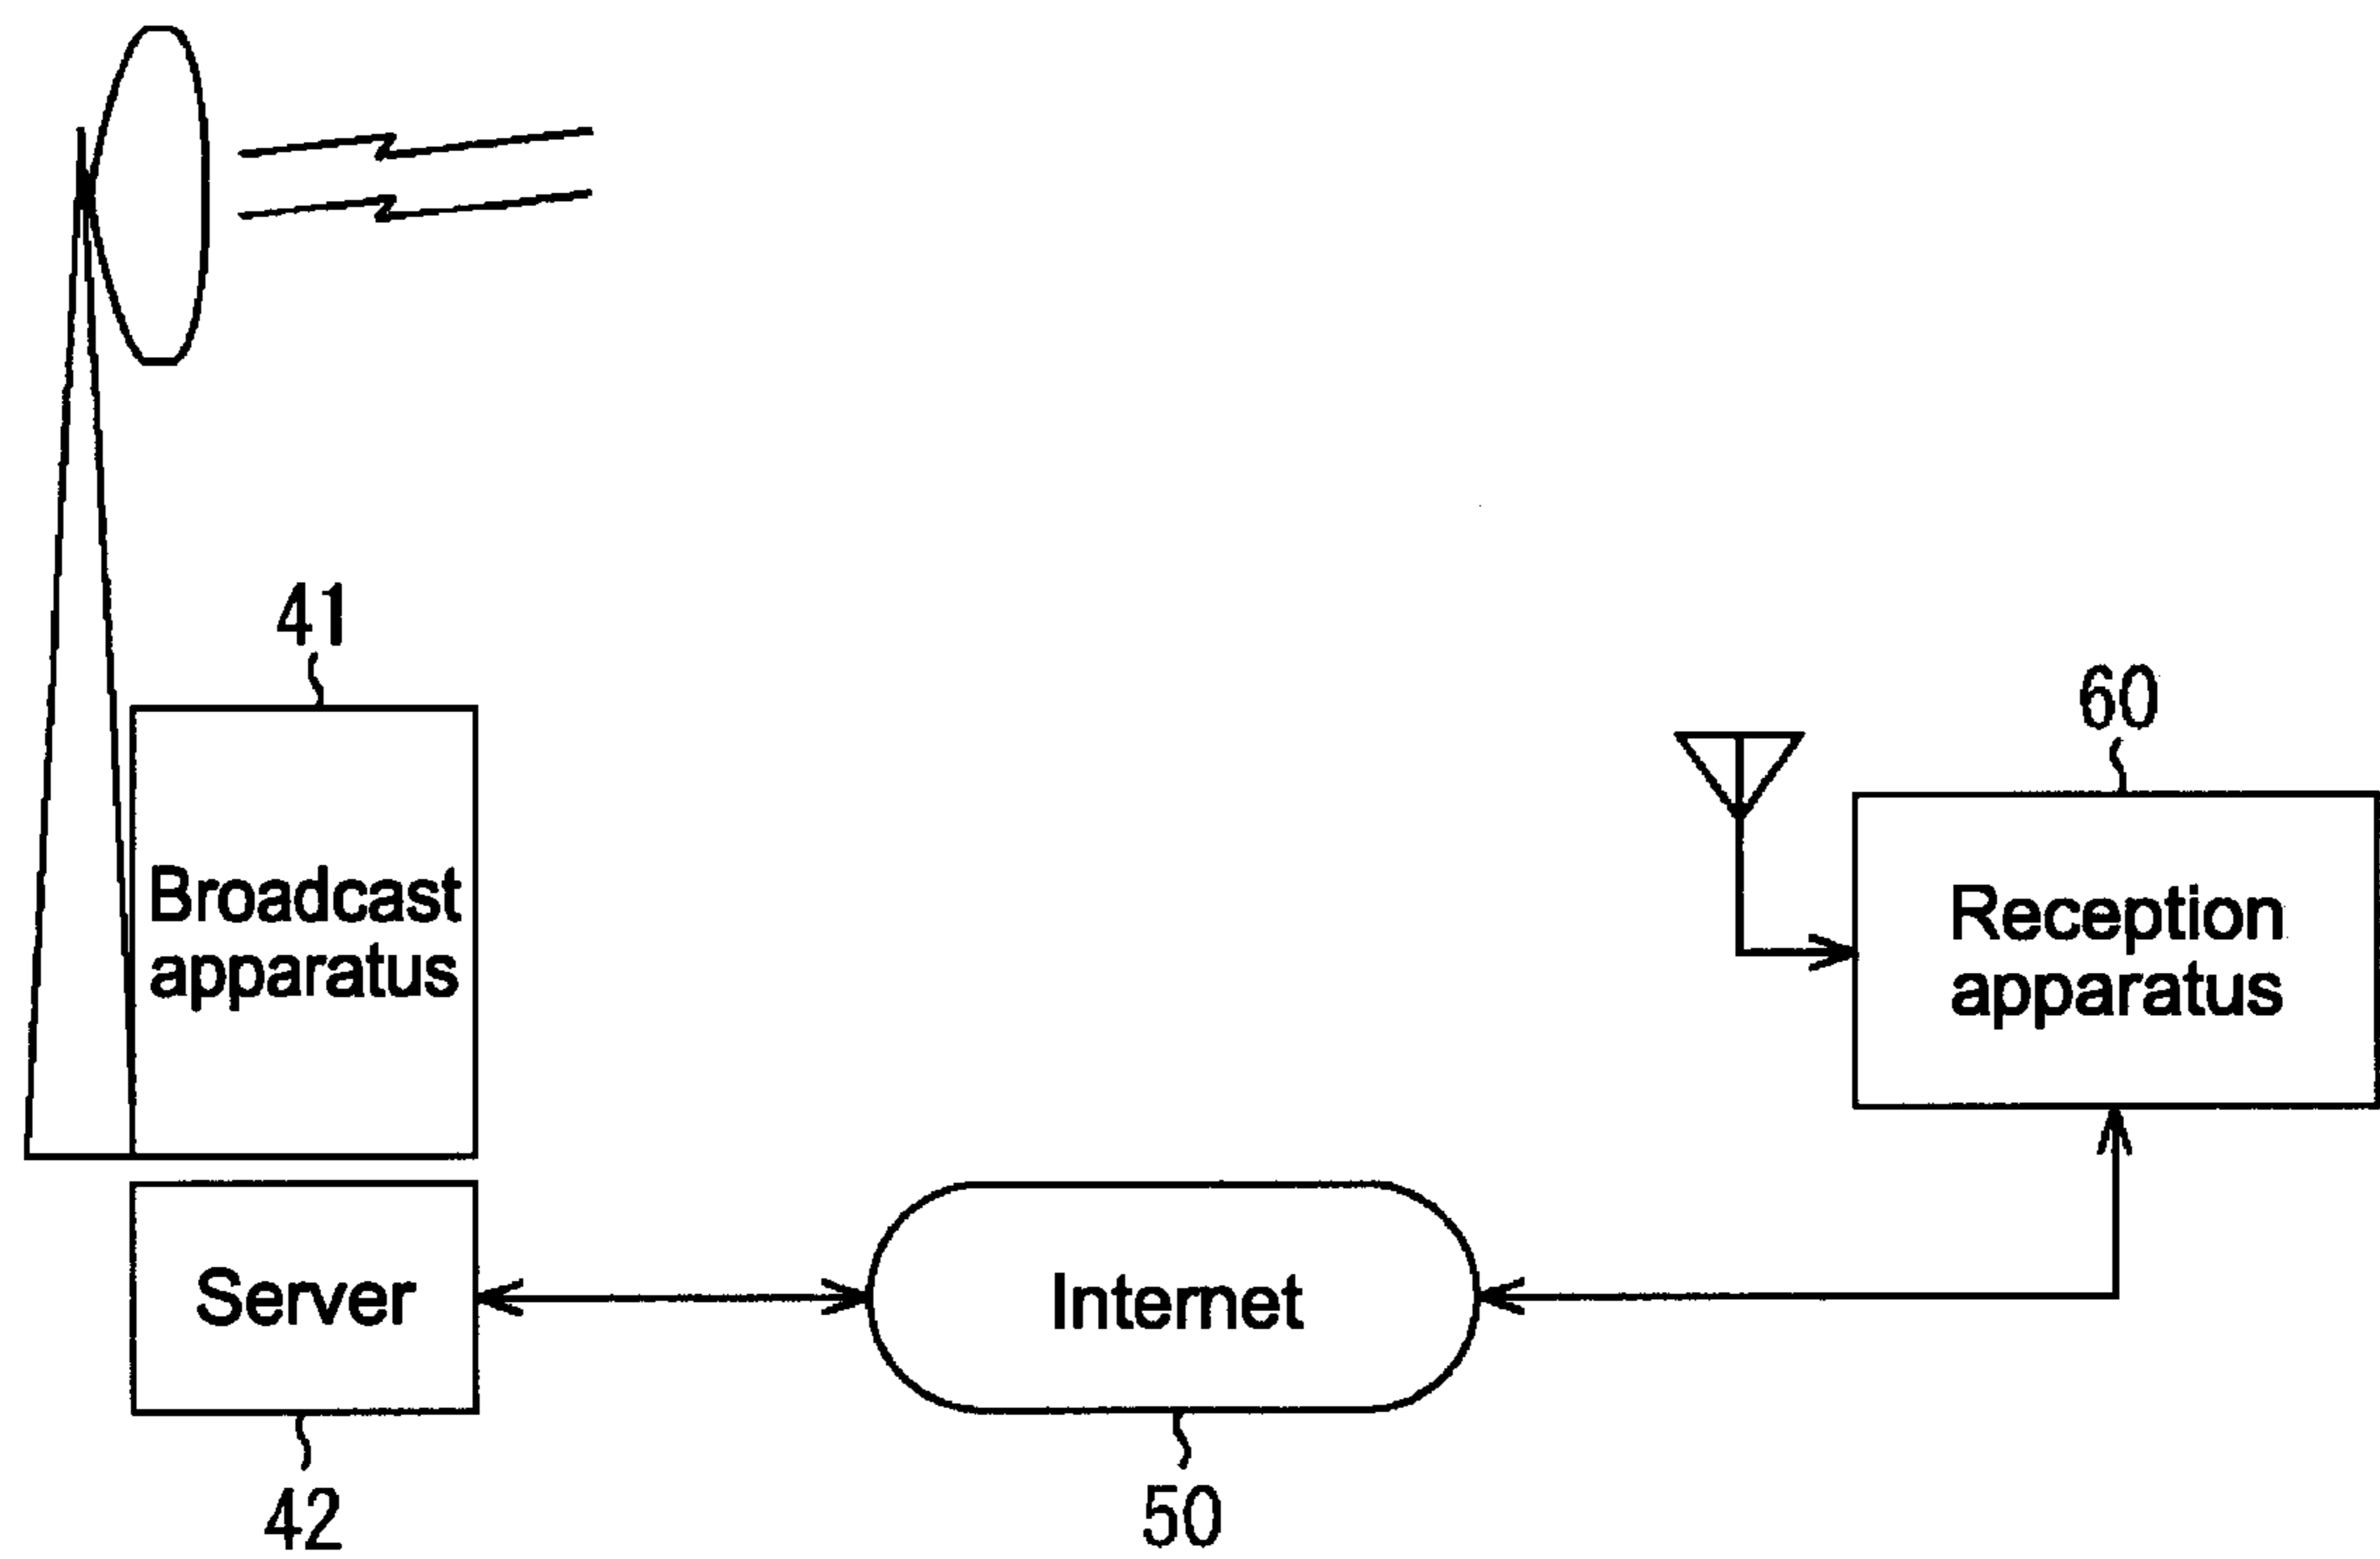 41
60
Broadcast
apparatus
Reception
apparatus
Server
Internet
42
50